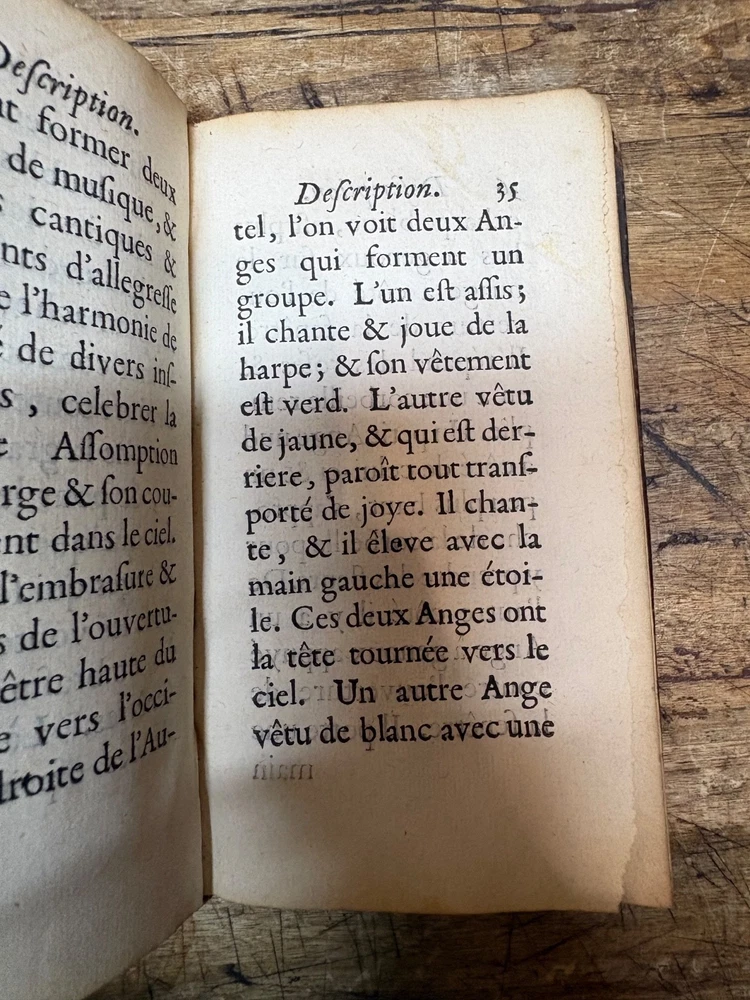 Deſcription.
nt former deux
de muſique, &
s cantiques &
nts d'allegreſſe
e l'harmonie de
é de divers inſ-
s , celebrer la
e Aſſomption
rge & ſon cou-
nt dans le ciel.
l'embraſure &
s de l'ouvertu-
être haute du
e vers l'occi-
droite de l'Au-
Deſcription. 35
tel, l'on voit deux An-
ges qui forment un
groupe. L'un eſt aſſis;
il chante & joue de la
harpe; & ſon vêtement
eſt verd. L'autre vêtu
de jaune, & qui eſt der-
riere, paroît tout tranſ-
porté de joye. Il chan-
te, & il éleve avec la
main gauche une étoi-
le. Ces deux Anges ont
la tête tournée vers le
ciel. Un autre Ange
vêtu de blanc avec une